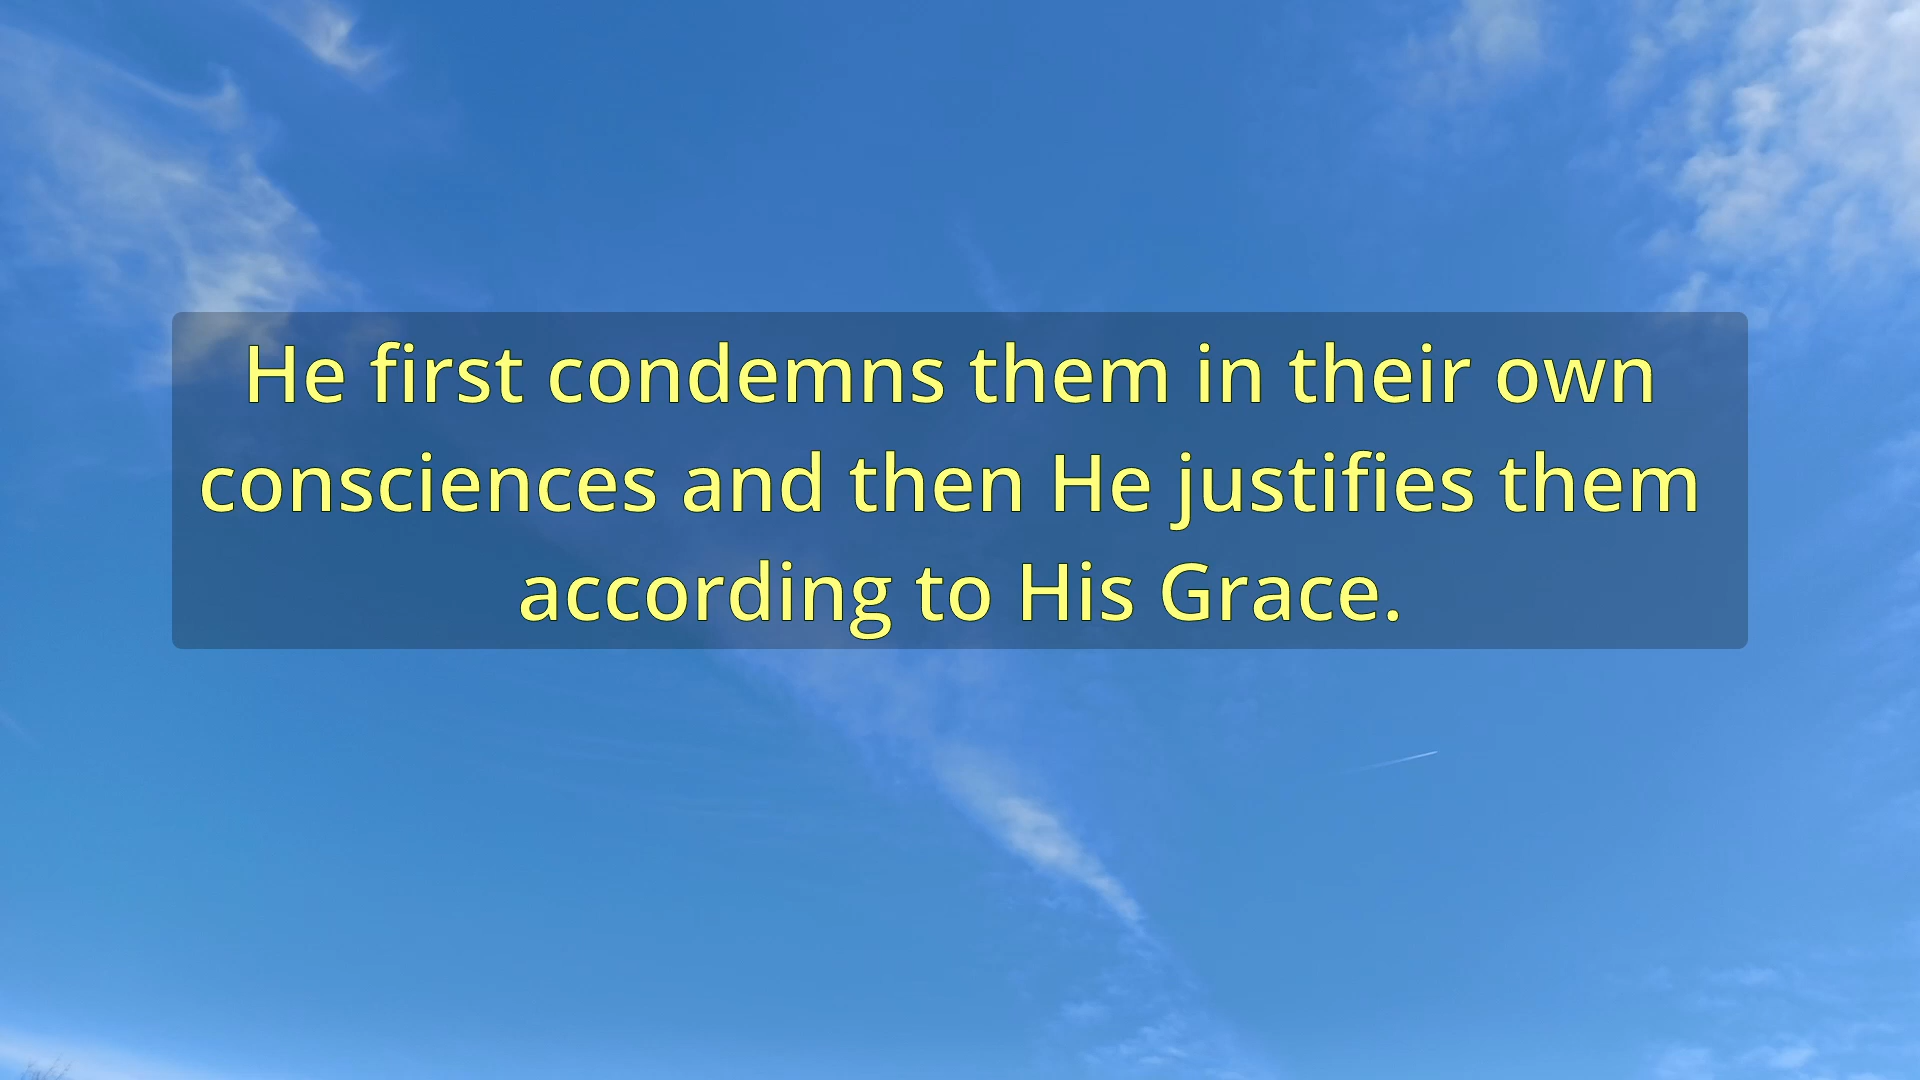 He first condemns them in their own
consciences and then He justifies them
according to His Grace.